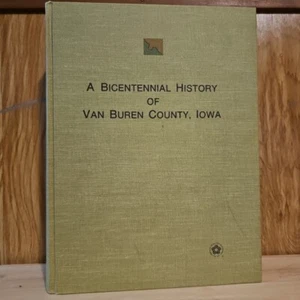 A BICENTENNIAL HISTORY
OF
VAN BUREN COUNTY, IOWA